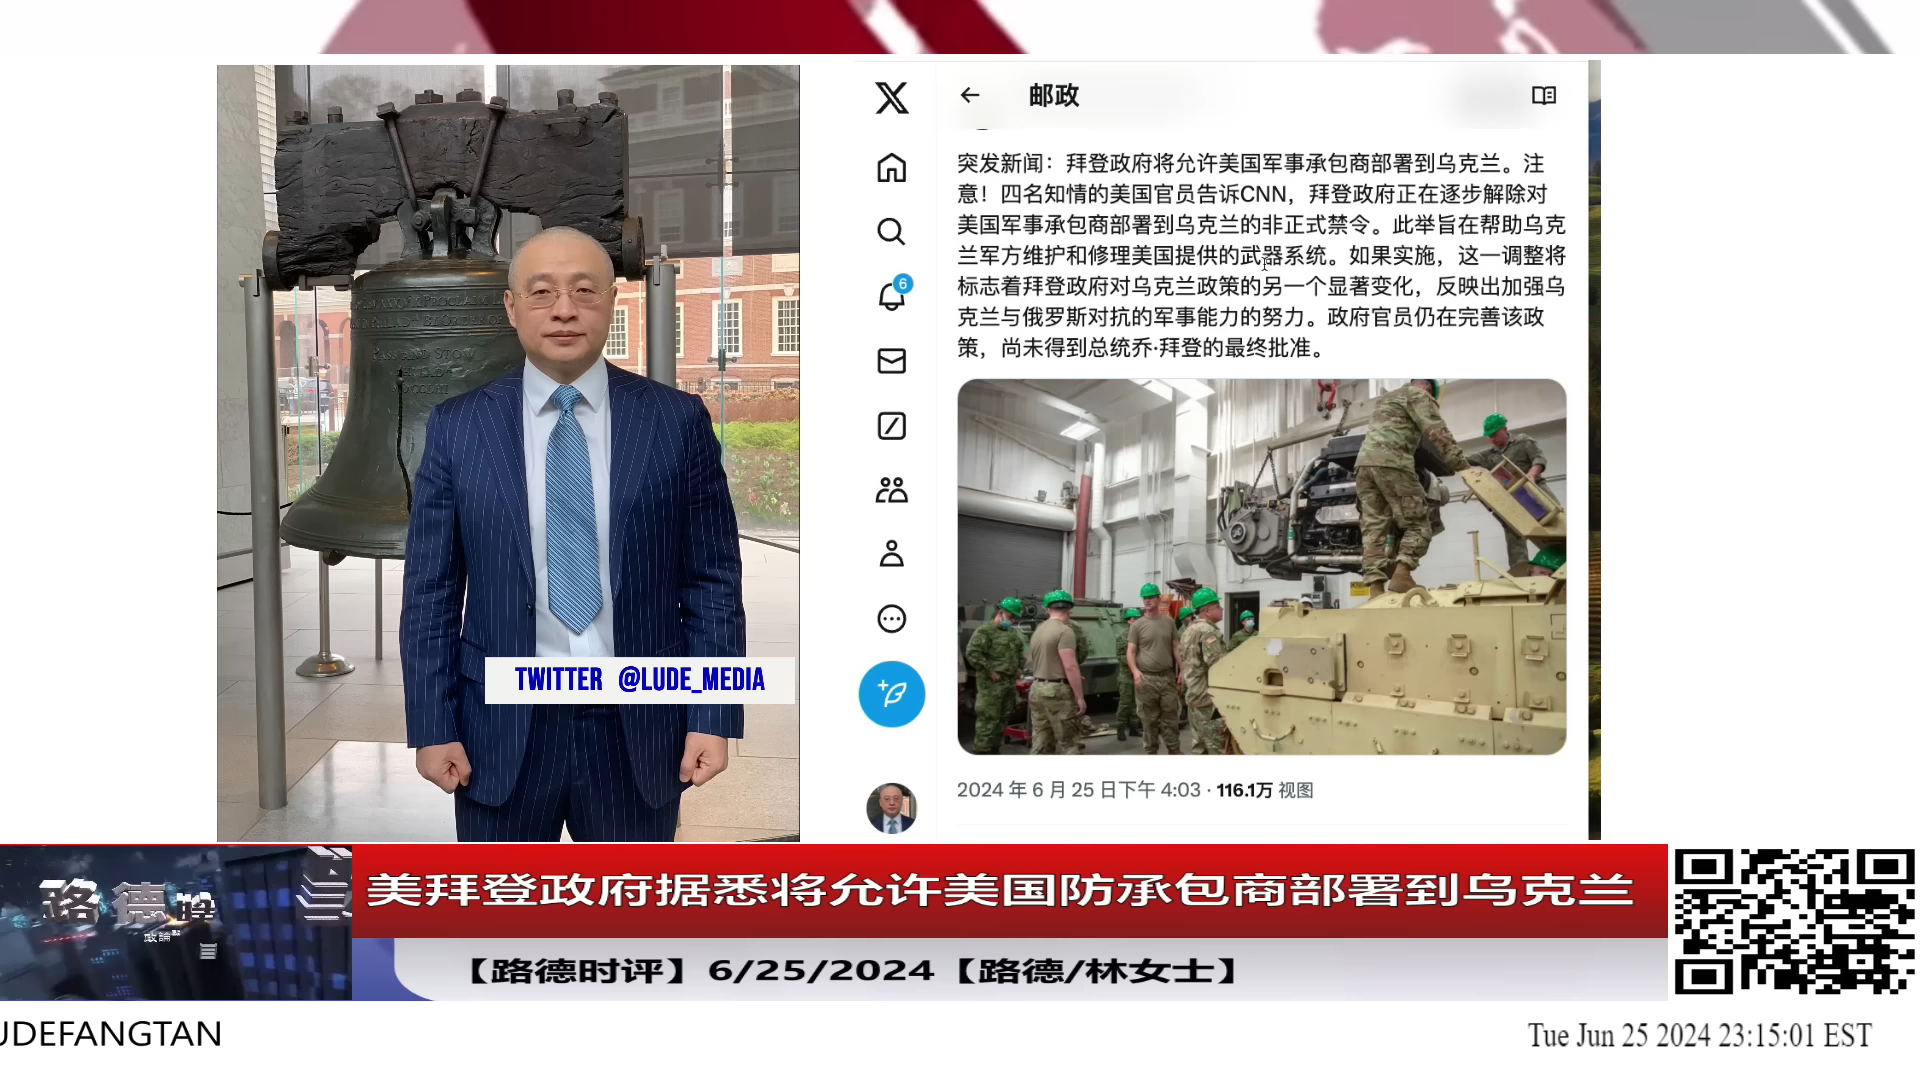 邮政
突发新闻：拜登政府将允许美国军事承包商部署到乌克兰。注
意！四名知情的美国官员告诉CNN，拜登政府正在逐步解除对
美国军事承包商部署到乌克兰的非正式禁令。此举旨在帮助乌克
兰军方维护和修理美国提供的武器系统。如果实施，这一调整将
标志着拜登政府对乌克兰政策的另一个显著变化，反映出加强乌
克兰与俄罗斯对抗的军事能力的努力。政府官员仍在完善该政
策，尚未得到总统乔·拜登的最终批准。
6
2024 年 6 月 25 日下午 4:03 · 116.1万 视图
PASS AND STOW
TWITTER @LUDE_MEDIA
路德
美拜登政府据悉将允许美国防承包商部署到乌克兰
【路德时评】6/25/2024【路德/林女士】
UDEFANGTAN
Tue Jun 25 2024 23:15:01 EST